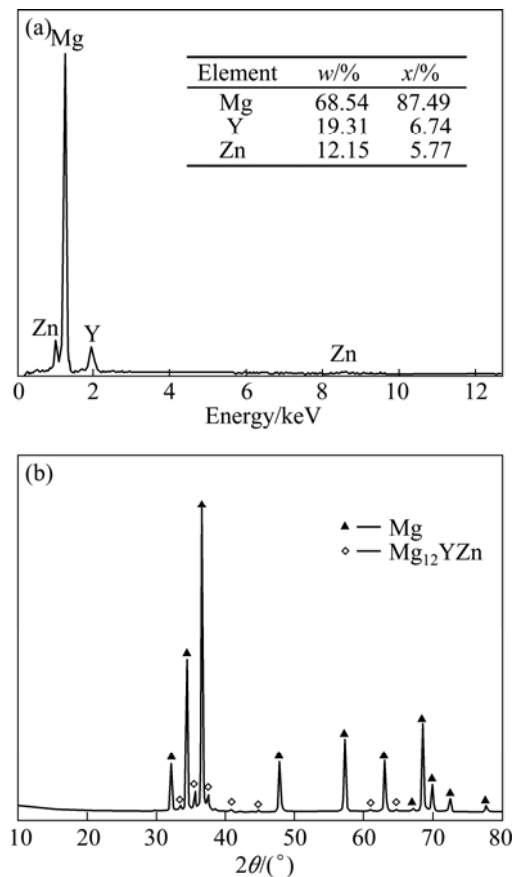 (a)
Mg
Element w/% x/%
Mg 68.54 87.49
Y 19.31 6.74
Zn 12.15 5.77
Zn Y Zn
0 2 4 6 8 10 12
Energy/keV
(b)
▲ — Mg
◇ — Mg₁₂YZn
10 20 30 40 50 60 70 80
2θ/(°)